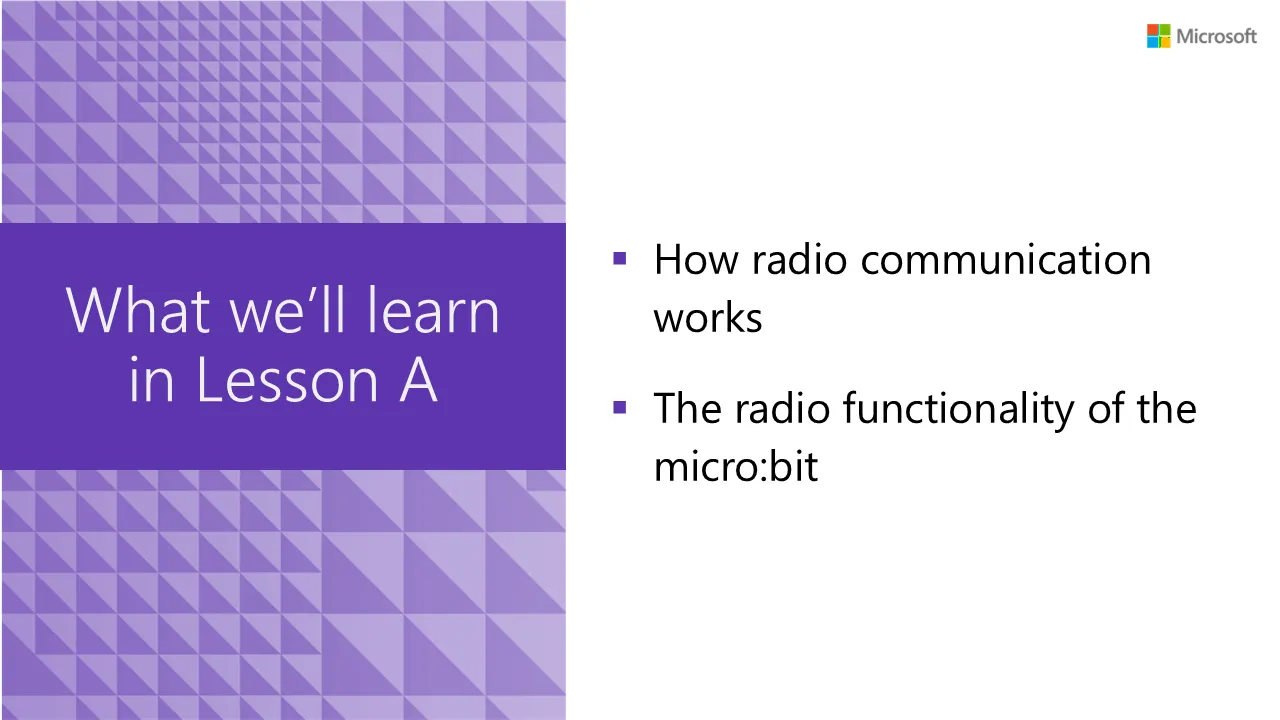 Microsoft
What we’ll learn
in Lesson A
▪ How radio communication
works
▪ The radio functionality of the
micro:bit